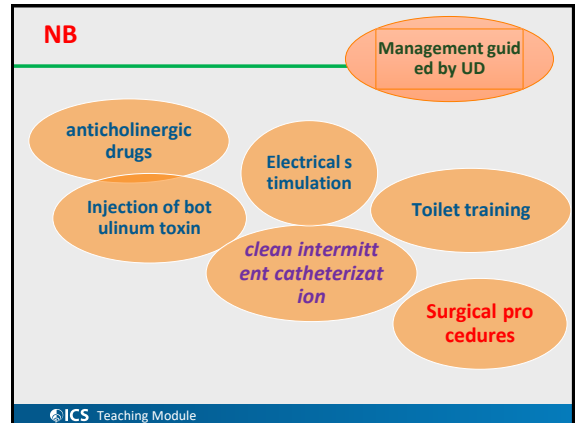 NB
Management guid
ed by UD
anticholinergic
drugs
Electrical s
timulation
Injection of bot
ulinum toxin
Toilet training
clean intermitt
ent catheterizat
ion
Surgical pro
cedures
ICS Teaching Module